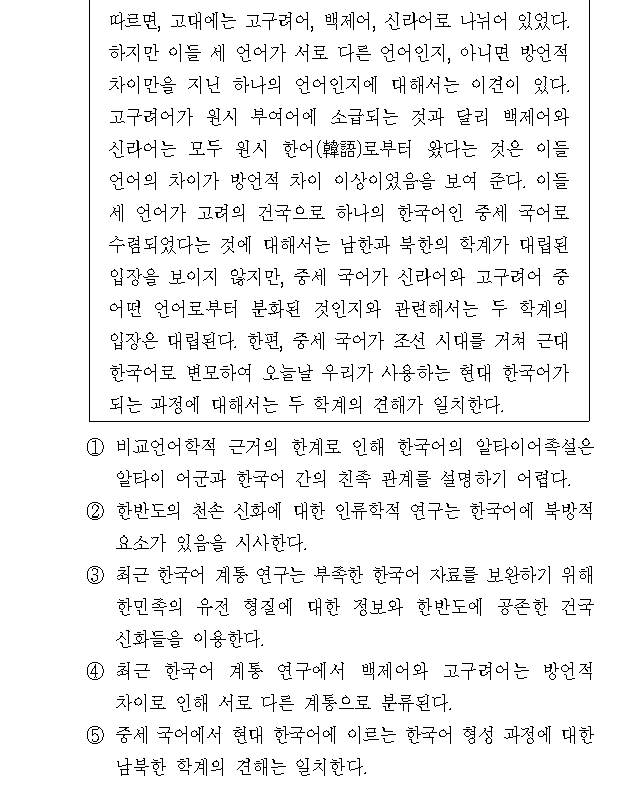 따르면, 고대에는 고구려어, 백제어, 신라어로 나뉘어 있었다.
하지만 이들 세 언어가 서로 다른 언어인지, 아니면 방언적
차이만을 지닌 하나의 언어인지에 대해서는 이견이 있다.
고구려어가 원시 부여어에 소급되는 것과 달리 백제어와
신라어는 모두 원시 한어(韓語)로부터 왔다는 것은 이들
언어의 차이가 방언적 차이 이상이었음을 보여 준다. 이들
세 언어가 고려의 건국으로 하나의 한국어인 중세 국어로
수렴되었다는 것에 대해서는 남한과 북한의 학계가 대립된
입장을 보이지 않지만, 중세 국어가 신라어와 고구려어 중
어떤 언어로부터 분화된 것인지와 관련해서는 두 학계의
입장은 대립된다. 한편, 중세 국어가 조선 시대를 거쳐 근대
한국어로 변모하여 오늘날 우리가 사용하는 현대 한국어가
되는 과정에 대해서는 두 학계의 견해가 일치한다.
① 비교언어학적 근거의 한계로 인해 한국어의 알타이어족설은
알타이 어군과 한국어 간의 친족 관계를 설명하기 어렵다.
② 한반도의 천손 신화에 대한 인류학적 연구는 한국어에 북방적
요소가 있음을 시사한다.
③ 최근 한국어 계통 연구는 부족한 한국어 자료를 보완하기 위해
한민족의 유전 형질에 대한 정보와 한반도에 공존한 건국
신화들을 이용한다.
④ 최근 한국어 계통 연구에서 백제어와 고구려어는 방언적
차이로 인해 서로 다른 계통으로 분류된다.
⑤ 중세 국어에서 현대 한국어에 이르는 한국어 형성 과정에 대한
남북한 학계의 견해는 일치한다.